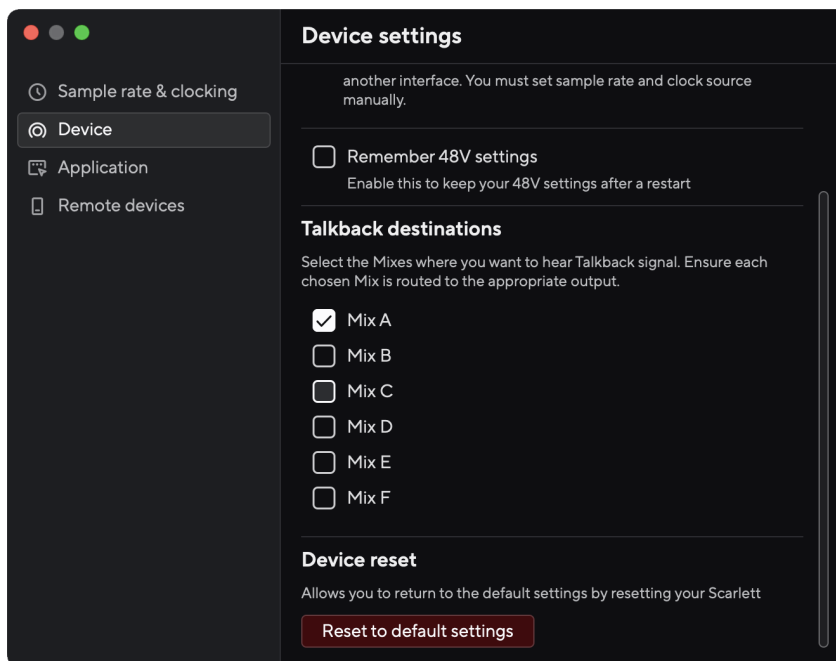 Device settings
Sample rate & clocking
Device
Application
Remote devices
another interface. You must set sample rate and clock source
manually.
Remember 48V settings
Enable this to keep your 48V settings after a restart
Talkback destinations
Select the Mixes where you want to hear Talkback signal. Ensure each
chosen Mix is routed to the appropriate output.
Mix A
Mix B
Mix C
Mix D
Mix E
Mix F
Device reset
Allows you to return to the default settings by resetting your Scarlett
Reset to default settings